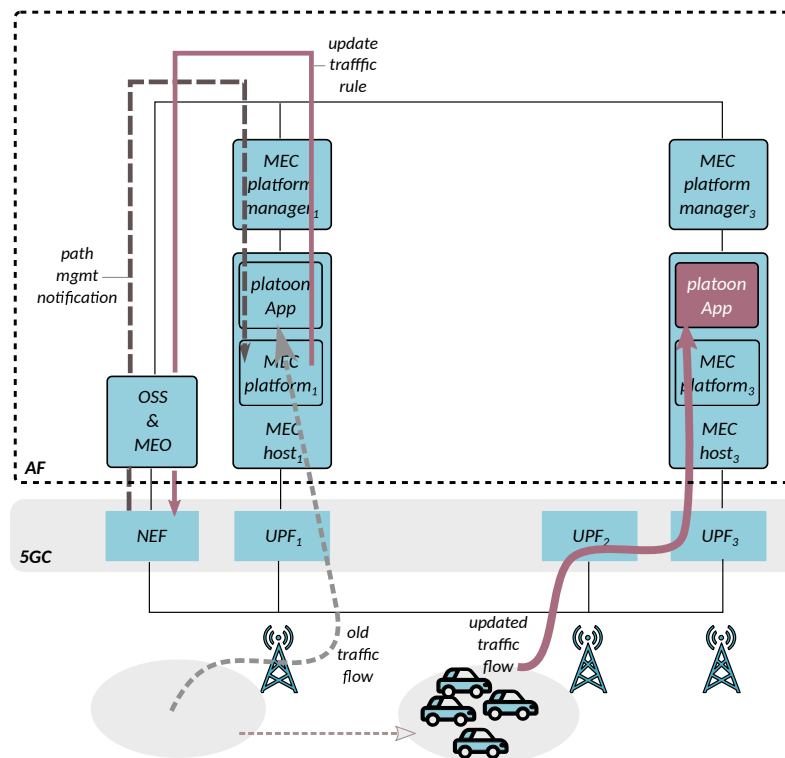 update
trafffic
rule
MEC
platform
manager1
MEC
platform
manager3
path
mgmt
notification
platoon
App
platoon
App
MEC
platform1
MEC
platform3
OSS
&
MEO
MEC
host1
MEC
host3
AF
NEF
UPF1
UPF2
UPF3
5GC
old
traffic
flow
updated
traffic
flow